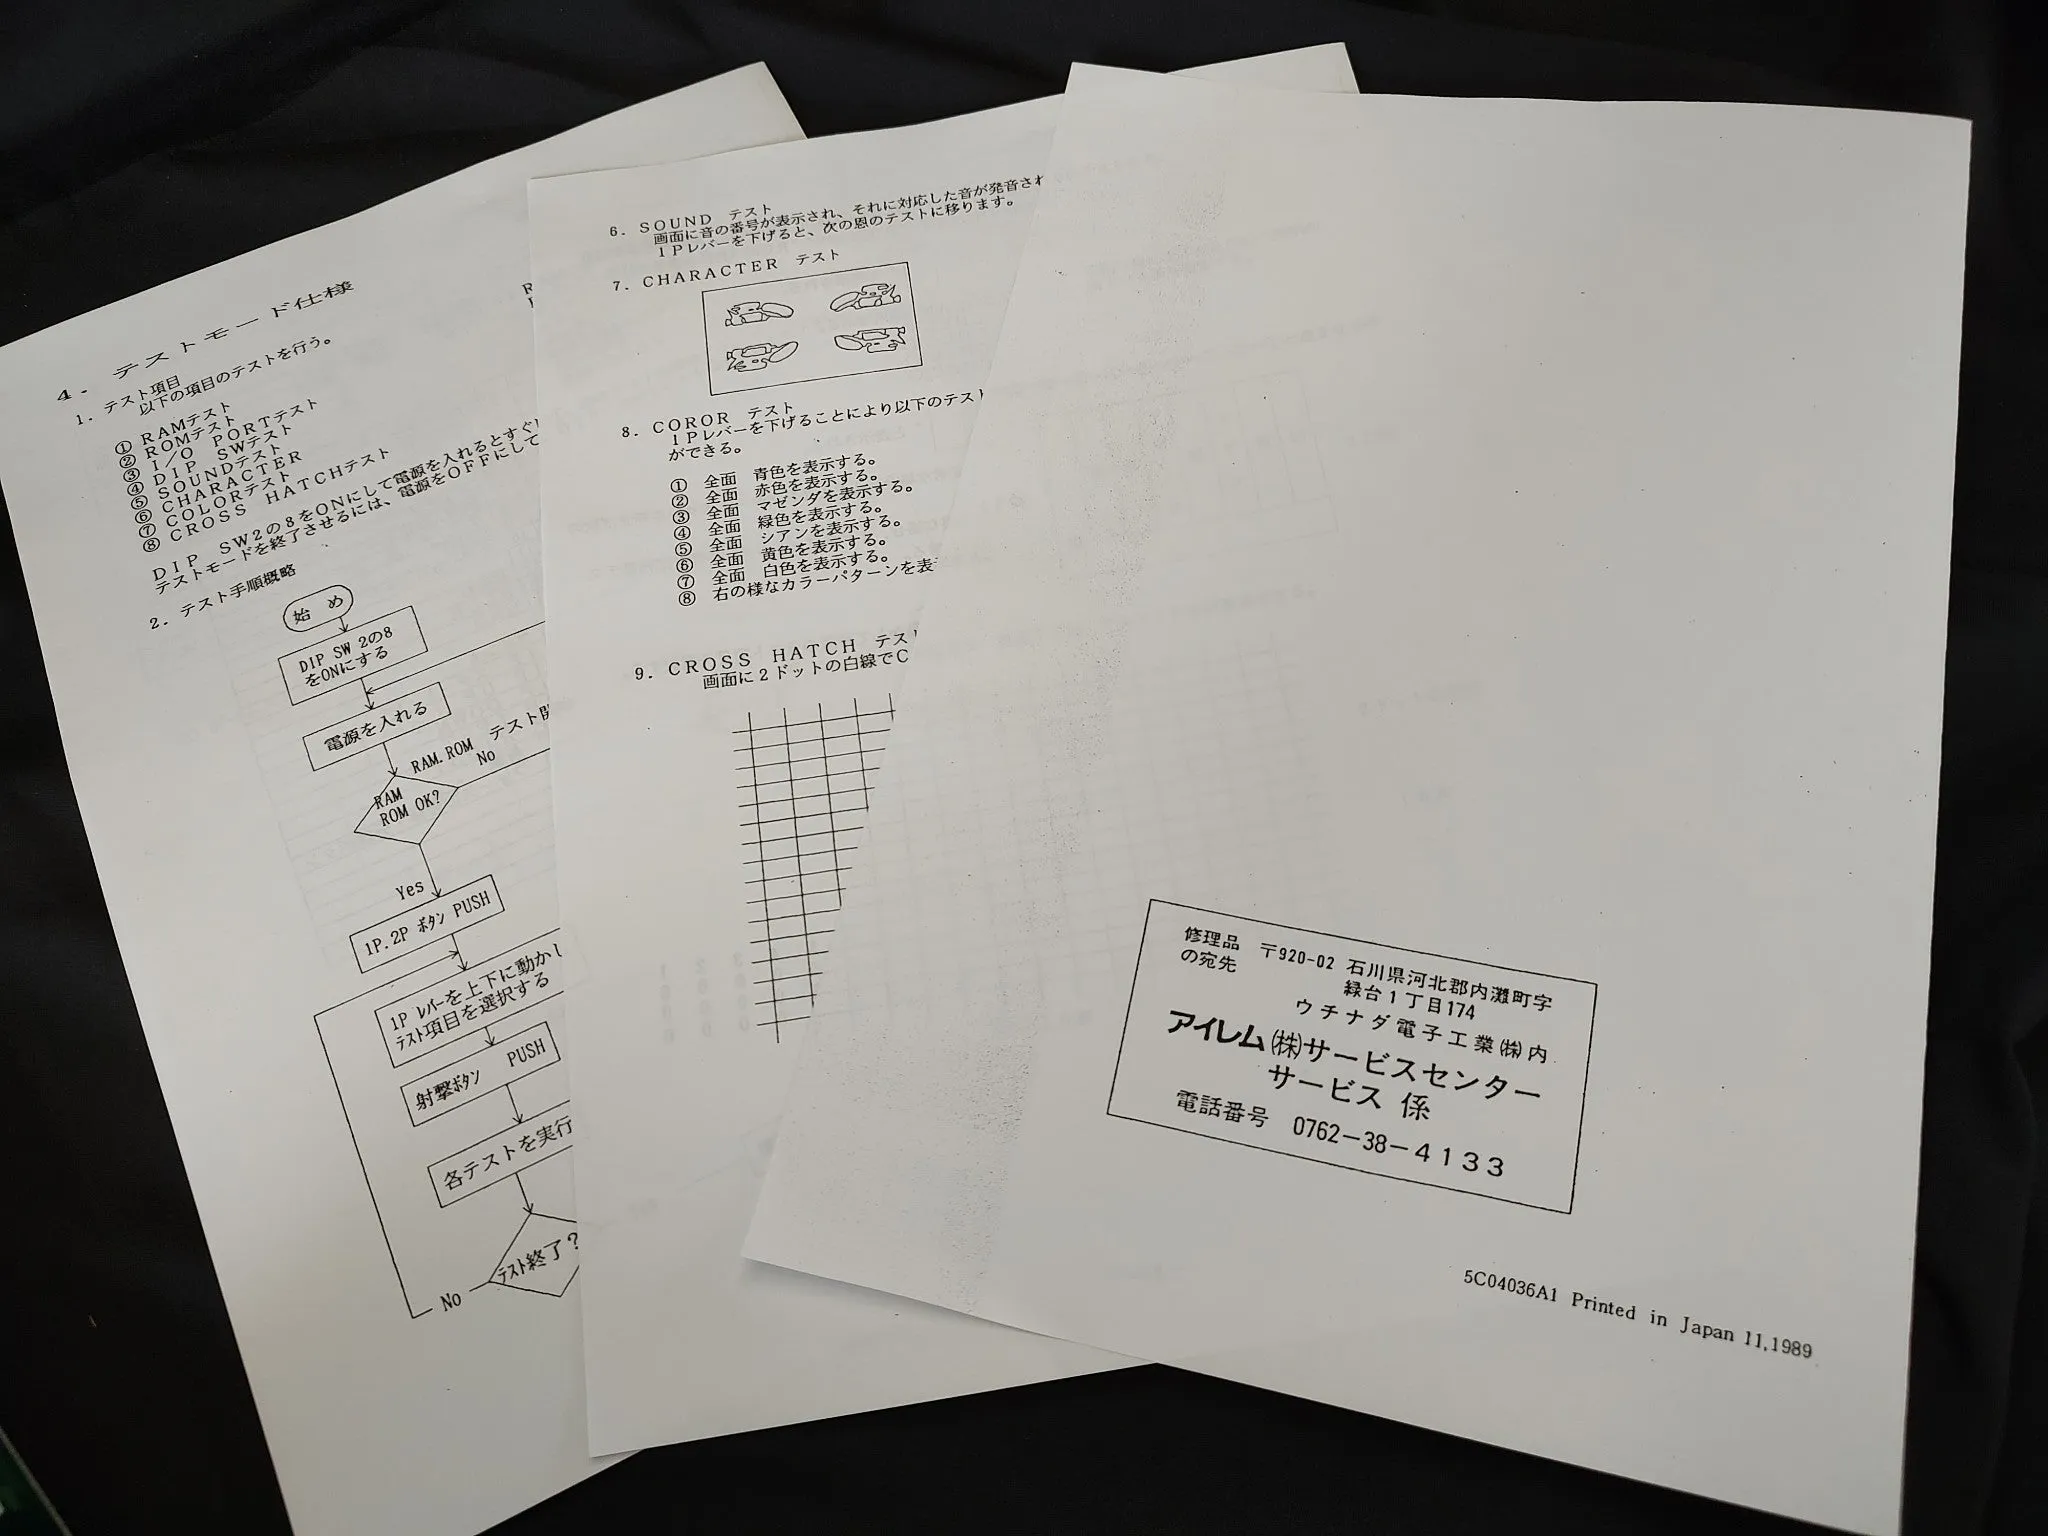 4. テストモード仕様
1. テスト項目
以下の項目のテストを行う。
① RAMテスト
② ROMテスト
③ I/O PORTテスト
④ DIP SWテスト
⑤ SOUNDテスト
⑥ CHARACTER
⑦ COLORテスト
⑧ CROSS HATCHテスト
DIP SW2の8をONにして電源を入れるとすぐ
テストモードを終了させるには、電源をOFFにして
2. テスト手順概略
始め
DIP SW 2の8
をONにする
電源を入れる
RAM.ROM テスト開
RAM
ROM OK?
No
Yes
1P.2P ボタン PUSH
1P レバーを上下に動かし
テスト項目を選択する
射撃ボタン PUSH
各テストを実行
テスト終了?
No
6. SOUND テスト
画面に音の番号が表示され、それに対応した音が発音され
1Pレバーを下げると、次の恩のテストに移ります。
7. CHARACTER テスト
8. COROR テスト
1Pレバーを下げることにより以下のテスト
ができる。
① 全面 青色を表示する。
② 全面 赤色を表示する。
③ 全面 マゼンダを表示する。
④ 全面 緑色を表示する。
⑤ 全面 シアンを表示する。
⑥ 全面 黄色を表示する。
⑦ 全面 白色を表示する。
⑧ 右の様なカラーパターンを表
9. CROSS HATCH テスト
画面に2ドットの白線でC
修理品
の宛先
〒920-02 石川県河北郡内灘町字
緑台1丁目174
ウチナダ電子工業㈱内
アイレム㈱サービスセンター
サービス係
電話番号 0762-38-4133
5C04036A1 Printed in Japan 11,1989